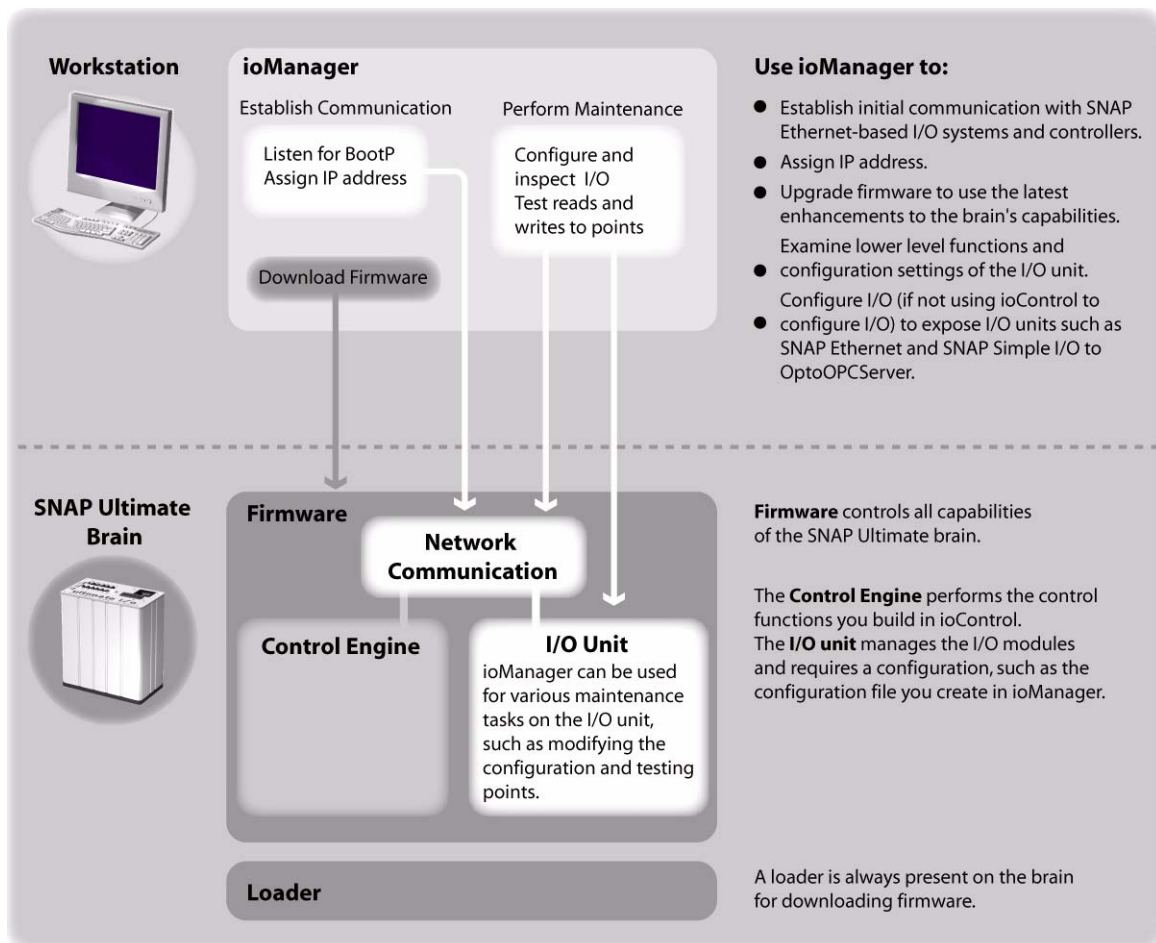 Workstation
ioManager
Establish Communication
Listen for BootP
Assign IP address
Download Firmware
Perform Maintenance
Configure and
inspect I/O
Test reads and
writes to points
Use ioManager to:
● Establish initial communication with SNAP
Ethernet-based I/O systems and controllers.
● Assign IP address.
● Upgrade firmware to use the latest
enhancements to the brain's capabilities.
Examine lower level functions and
● configuration settings of the I/O unit.
Configure I/O (if not using ioControl to
● configure I/O) to expose I/O units such as
SNAP Ethernet and SNAP Simple I/O to
OptoOPCServer.
SNAP Ultimate
Brain
ultimate I/O
Firmware
Network
Communication
Control Engine
I/O Unit
ioManager can be used
for various maintenance
tasks on the I/O unit,
such as modifying the
configuration and testing
points.
Loader
Firmware controls all capabilities
of the SNAP Ultimate brain.
The Control Engine performs the control
functions you build in ioControl.
The I/O unit manages the I/O modules
and requires a configuration, such as the
configuration file you create in ioManager.
A loader is always present on the brain
for downloading firmware.